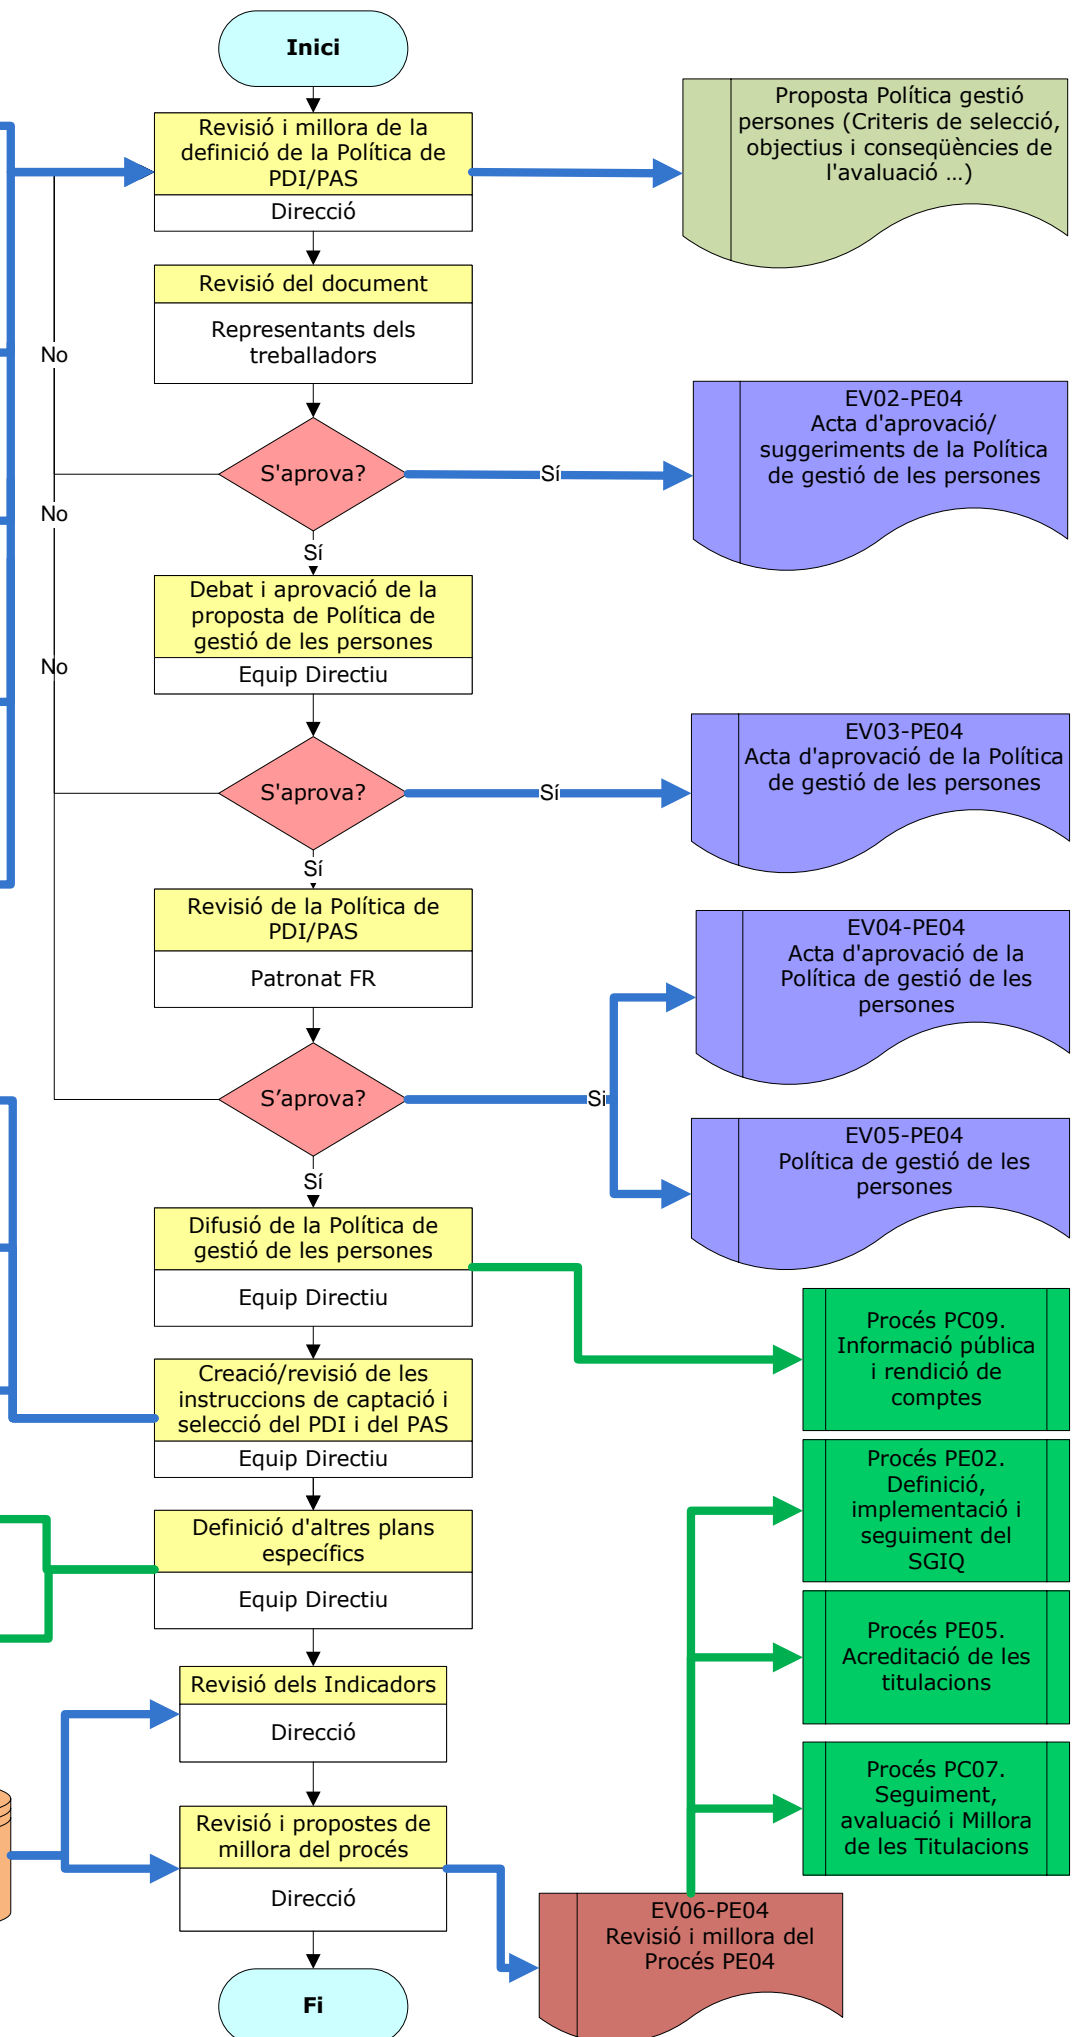 Inici
Revisió i millora de la
definició de la Política de
PDI/PAS
Direcció
Proposta Política gestió
persones (Criteris de selecció,
objectius i conseqüències de
l'avaluació ...)
Revisió del document
Representants dels
treballadors
No
S'aprova?
Sí
EV02-PE04
Acta d'aprovació/
suggeriments de la Política
de gestió de les persones
No
Sí
Debat i aprovació de la
proposta de Política de
gestió de les persones
Equip Directiu
No
S'aprova?
Sí
EV03-PE04
Acta d'aprovació de la Política
de gestió de les persones
Sí
Revisió de la Política de
PDI/PAS
Patronat FR
EV04-PE04
Acta d'aprovació de la
Política de gestió de les
persones
S’aprova?
Si
EV05-PE04
Política de gestió de les
persones
Sí
Difusió de la Política de
gestió de les persones
Equip Directiu
Procés PC09.
Informació pública
i rendició de
comptes
Creació/revisió de les
instruccions de captació i
selecció del PDI i del PAS
Equip Directiu
Procés PE02.
Definició,
implementació i
seguiment del
SGIQ
Definició d'altres plans
específics
Equip Directiu
Procés PE05.
Acreditació de les
titulacions
Revisió dels Indicadors
Direcció
Procés PC07.
Seguiment,
avaluació i Millora
de les Titulacions
Revisió i propostes de
millora del procés
Direcció
EV06-PE04
Revisió i millora del
Procés PE04
Fi